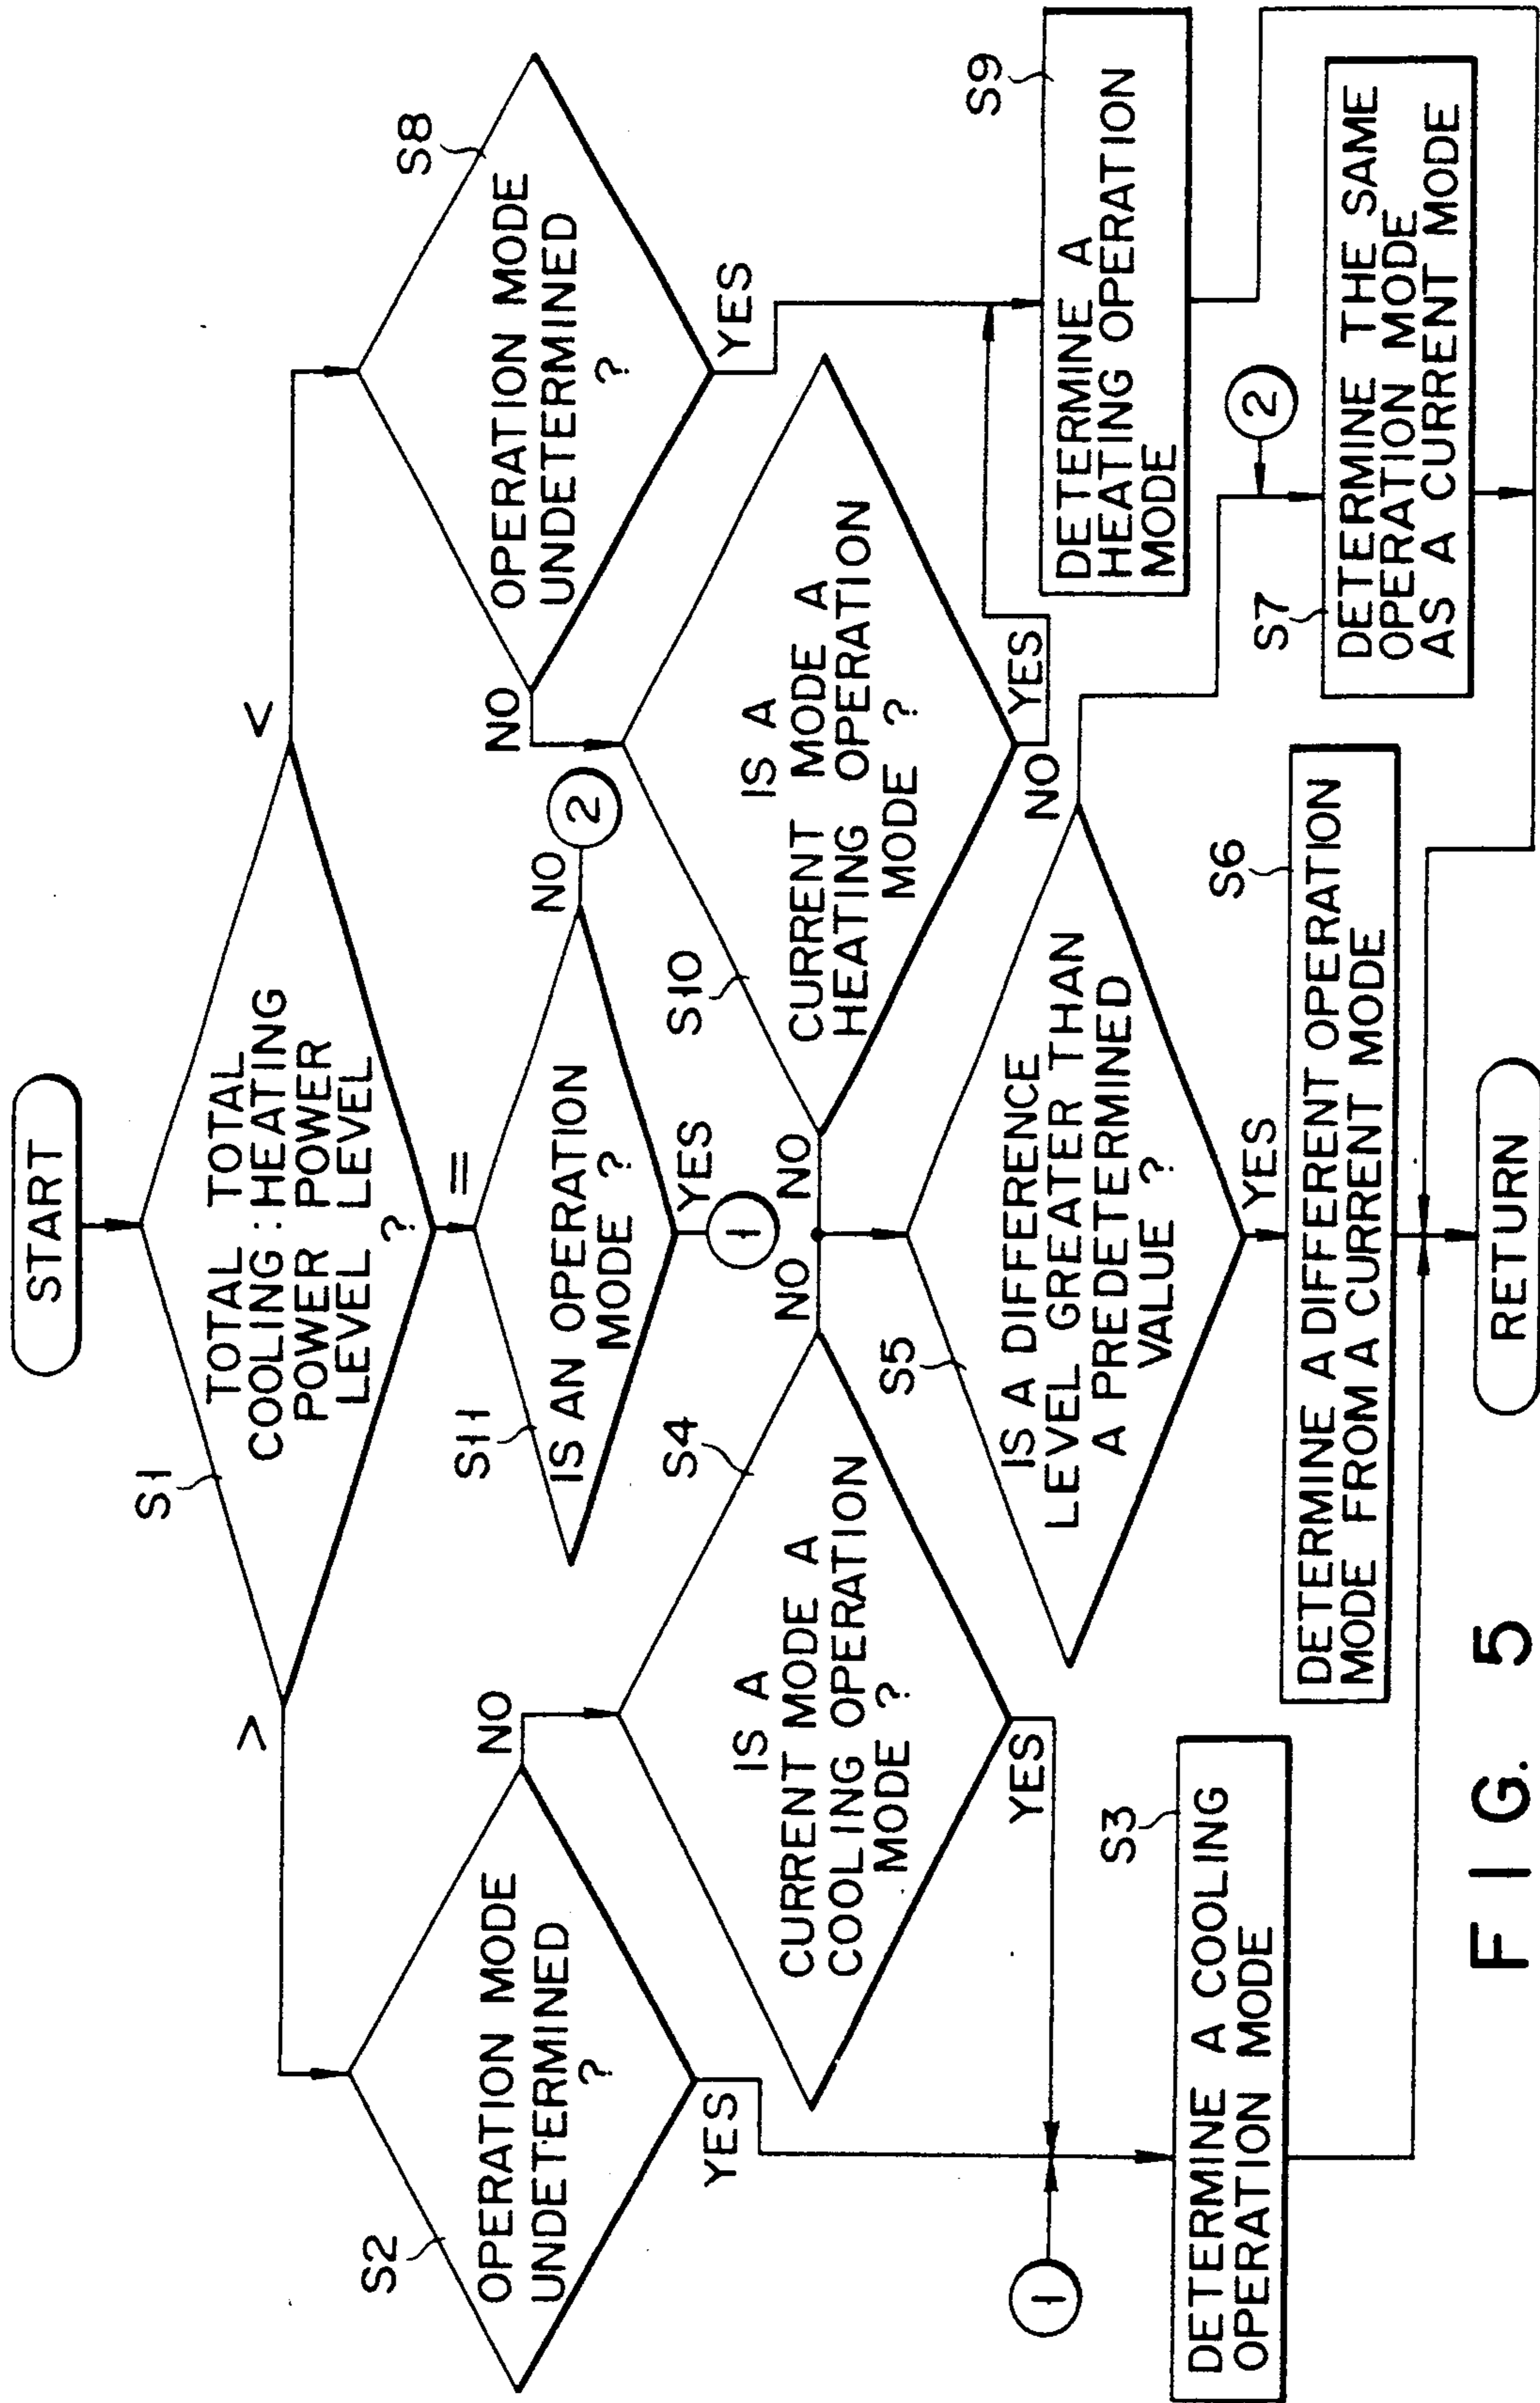 START
S1
TOTAL TOTAL
COOLING : HEATING
POWER POWER
LEVEL LEVEL
?
>
=
<
S2
OPERATION MODE
UNDETERMINED
?
NO
YES
S11
IS AN OPERATION
MODE ?
NO
2
YES
1
S8
OPERATION MODE
UNDETERMINED
?
NO
YES
S4
IS A
CURRENT MODE A
COOLING OPERATION
MODE ?
NO
YES
S10
IS A
CURRENT MODE A
HEATING OPERATION
MODE ?
NO
YES
S5
IS A DIFFERENCE
LEVEL GREATER THAN
A PREDETERMINED
VALUE ?
NO
YES
1
S3
DETERMINE A COOLING
OPERATION MODE
S6
DETERMINE A DIFFERENT OPERATION
MODE FROM A CURRENT MODE
S9
DETERMINE A
HEATING OPERATION
MODE
2
S7
DETERMINE THE SAME
OPERATION MODE
AS A CURRENT MODE
RETURN
FIG. 5